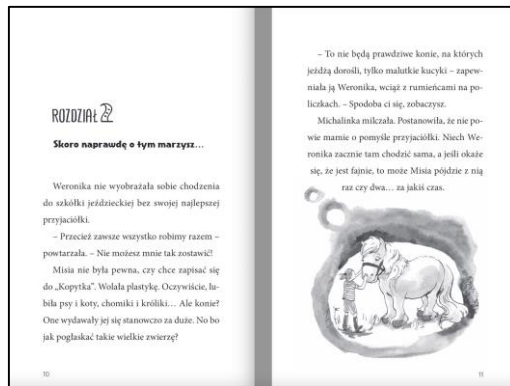 ROZDZIAŁ 2
Skoro naprawdę o tym marzysz...
Weronika nie wyobrażała sobie chodzenia
do szkółki jeździeckiej bez swojej najlepszej
przyjaciółki.
– Przecież zawsze wszystko robimy razem –
powtarzała. – Nie możesz mnie tak zostawić!
Misia nie była pewna, czy chce zapisać się
do „Kopytka”. Wolała plastykę. Oczywiście, lu-
biła psy i koty, chomiki i króliki… Ale konie?
One wydawały jej się stanowczo za duże. No bo
jak pogłaskać takie wielkie zwierzę?
10
– To nie będą prawdziwe konie, na których
jeżdżą dorośli, tylko malutkie kucyki – zapew-
niała ją Weronika, wciąż z rumieńcami na po-
liczkach. – Spodoba ci się, zobaczysz.
Michalinka milczała. Postanowiła, że nie po-
wie mamie o pomyśle przyjaciółki. Niech We-
ronika zacznie tam chodzić sama, a jeśli okaże
się, że jest fajnie, to może Misia pójdzie z nią
raz czy dwa… za jakiś czas.
11